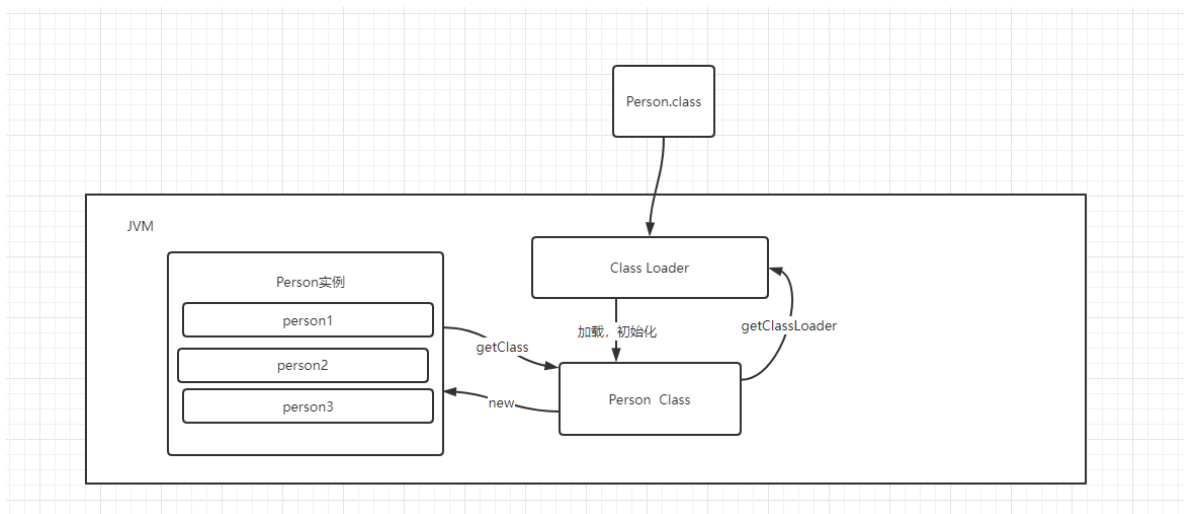 Person.class
JVM
Class Loader
Person实例
person1
加载，初始化
getClassLoader
getClass
person2
Person Class
new
person3